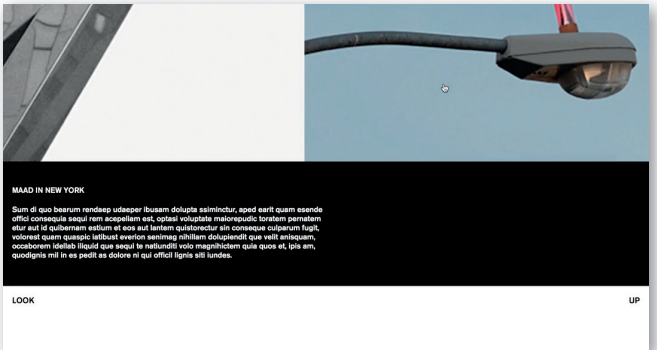 MAAD IN NEW YORK
Sum di quo bearum rendaep udaeper ibusam dolupta ssiminctur, aped earit quam esende
offici consequia sequi rem acepellam est, optasi voluptate maiorepudic toratem pernatem
etur aut id quibernam estium et eos aut lantem quistorectur sin conseque culparum fugit,
volorest quam quaspic iatibust everion senimag nihillam dolupiendit que velit anisquam,
occaborem idellab illquid que sequi te natiunditi volo magnihictem quia quos et, ipis am,
quodignis mil in es pedit as dolore ni qui officil lignis siti iundes.
LOOK
UP